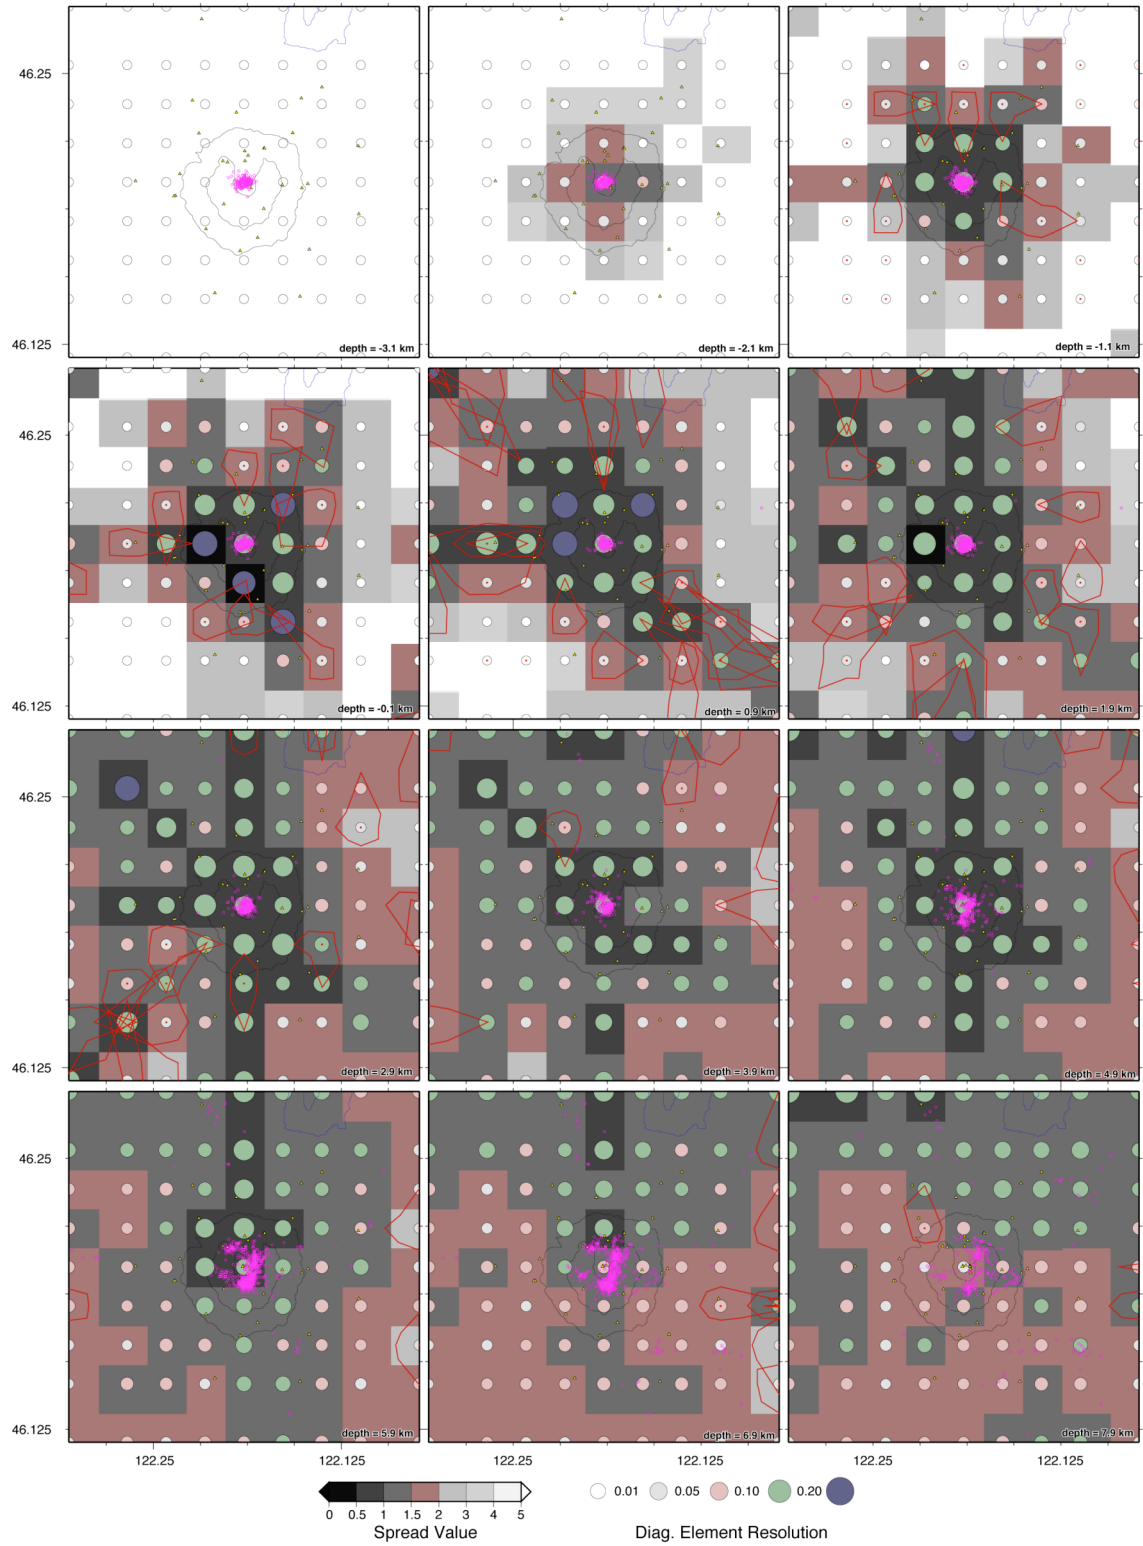 46.25
46.125
depth = -3.1 km
depth = -2.1 km
depth = -1.1 km
46.25
46.125
depth = -0.1 km
depth = 0.9 km
depth = 1.9 km
46.25
46.125
depth = 2.9 km
depth = 3.9 km
depth = 4.9 km
46.25
46.125
depth = 5.9 km
depth = 6.9 km
depth = 7.9 km
122.25 122.125 122.25 122.125 122.25 122.125
0 0.5 1 1.5 2 3 4 5
Spread Value
0.01 0.05 0.10 0.20
Diag. Element Resolution